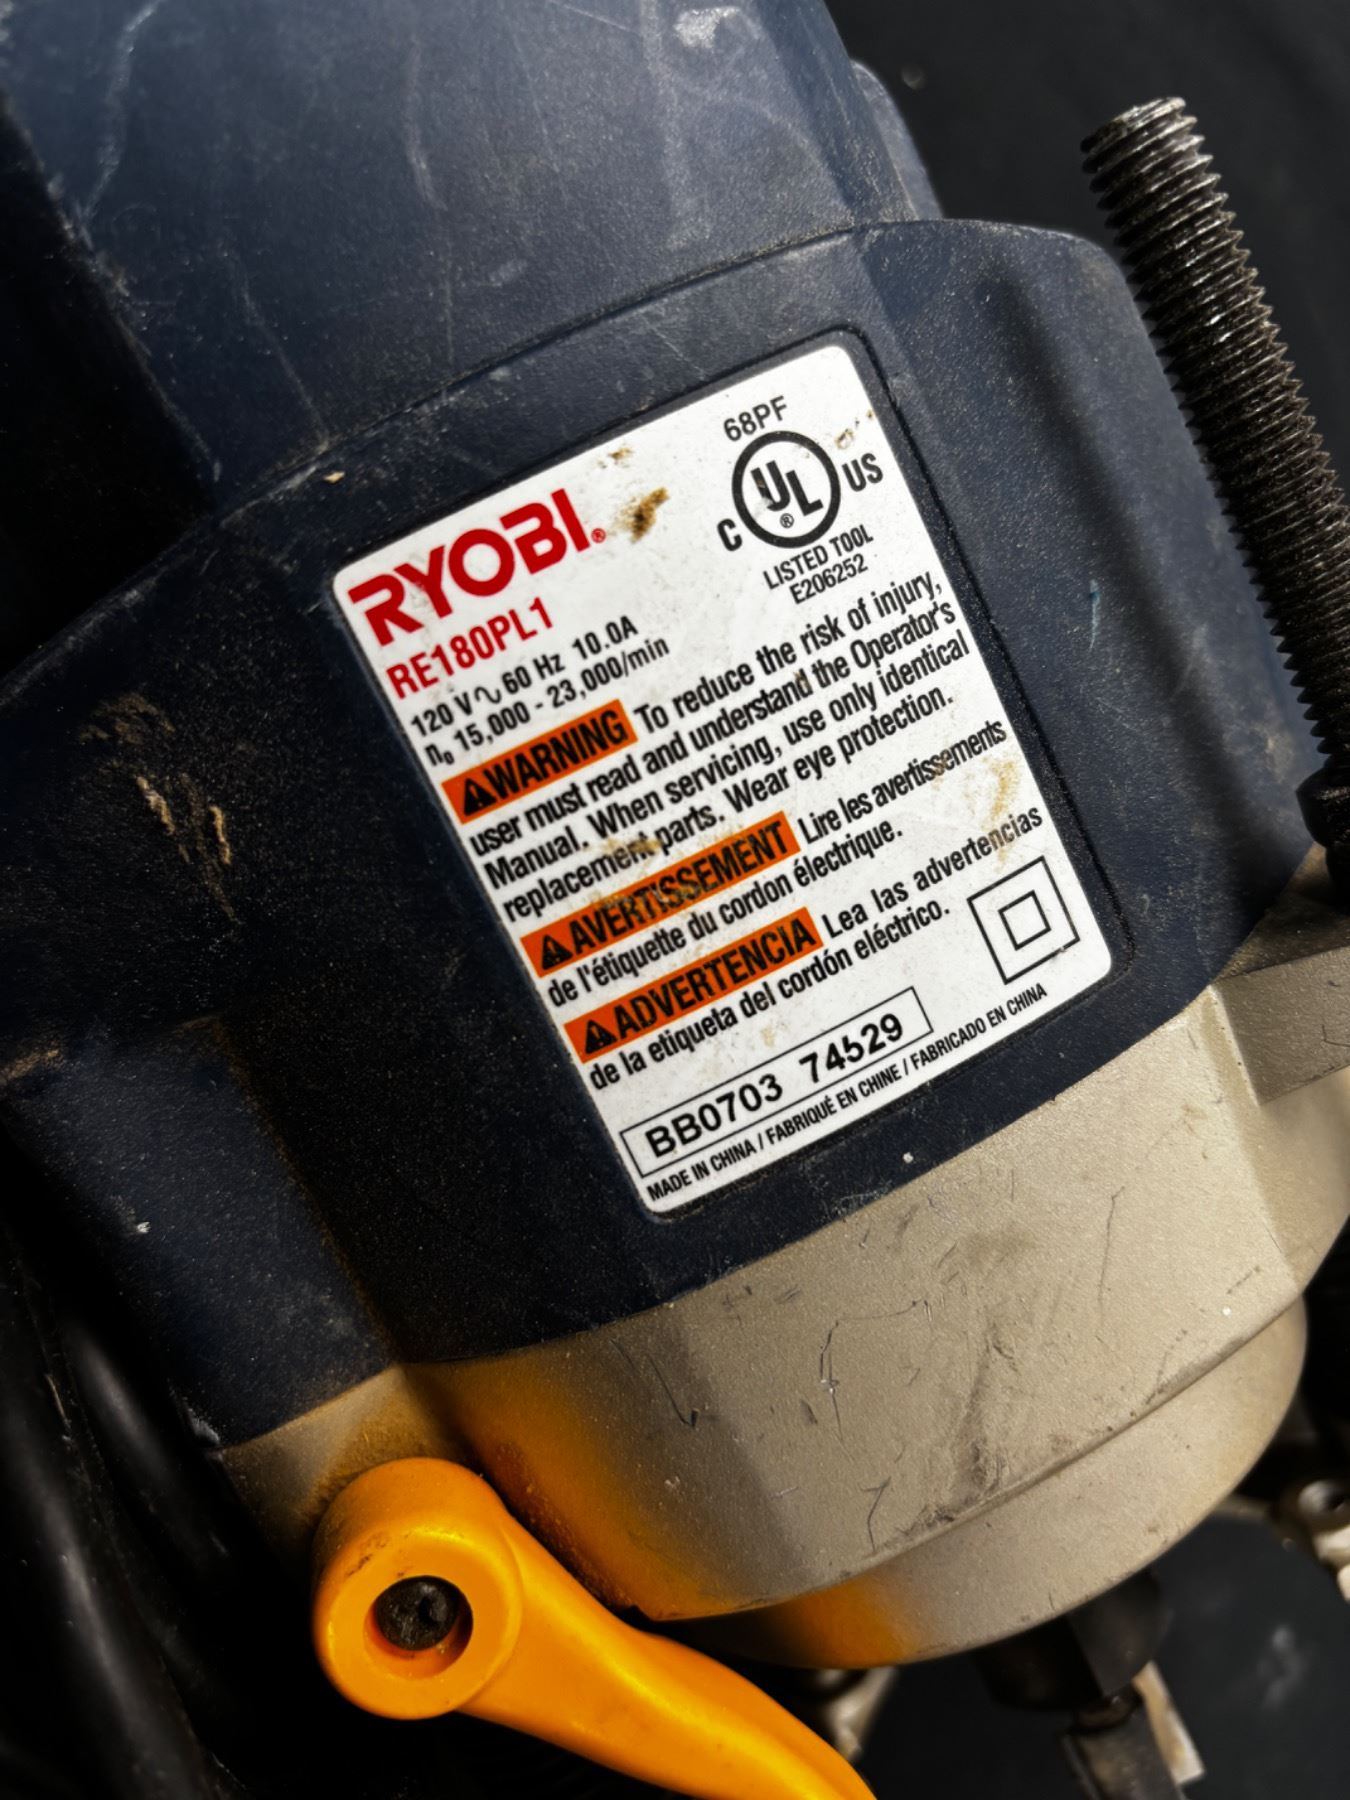 68PF
C UL® US
LISTED TOOL
E206252
RYOBI®
RE180PL1
120 V ∿ 60 Hz 10.0A
n₀ 15,000 - 23,000/min
⚠WARNING To reduce the risk of injury,
user must read and understand the Operator's
Manual. When servicing, use only identical
replacement parts. Wear eye protection.
⚠AVERTISSEMENT Lire les avertissements
de l'étiquette du cordon électrique.
⚠ADVERTENCIA Lea las advertencias
de la etiqueta del cordón eléctrico.
BB0703 74529
MADE IN CHINA / FABRIQUÉ EN CHINE / FABRICADO EN CHINA